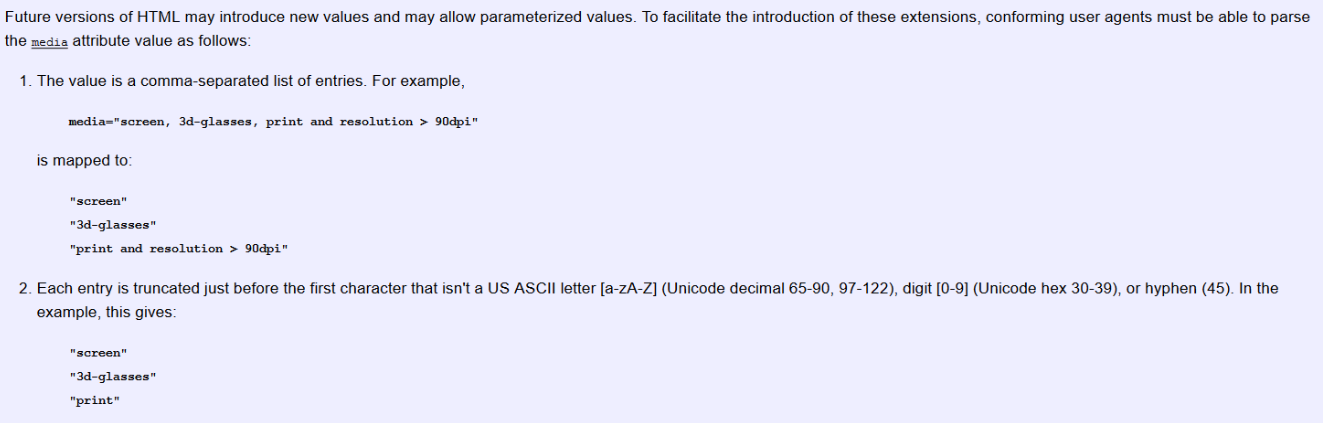 Future versions of HTML may introduce new values and may allow parameterized values. To facilitate the introduction of these extensions, conforming user agents must be able to parse
the media attribute value as follows:
1. The value is a comma-separated list of entries. For example,
media="screen, 3d-glasses, print and resolution > 90dpi"
is mapped to:
"screen"
"3d-glasses"
"print and resolution > 90dpi"
2. Each entry is truncated just before the first character that isn't a US ASCII letter [a-zA-Z] (Unicode decimal 65-90, 97-122), digit [0-9] (Unicode hex 30-39), or hyphen (45). In the
example, this gives:
"screen"
"3d-glasses"
"print"